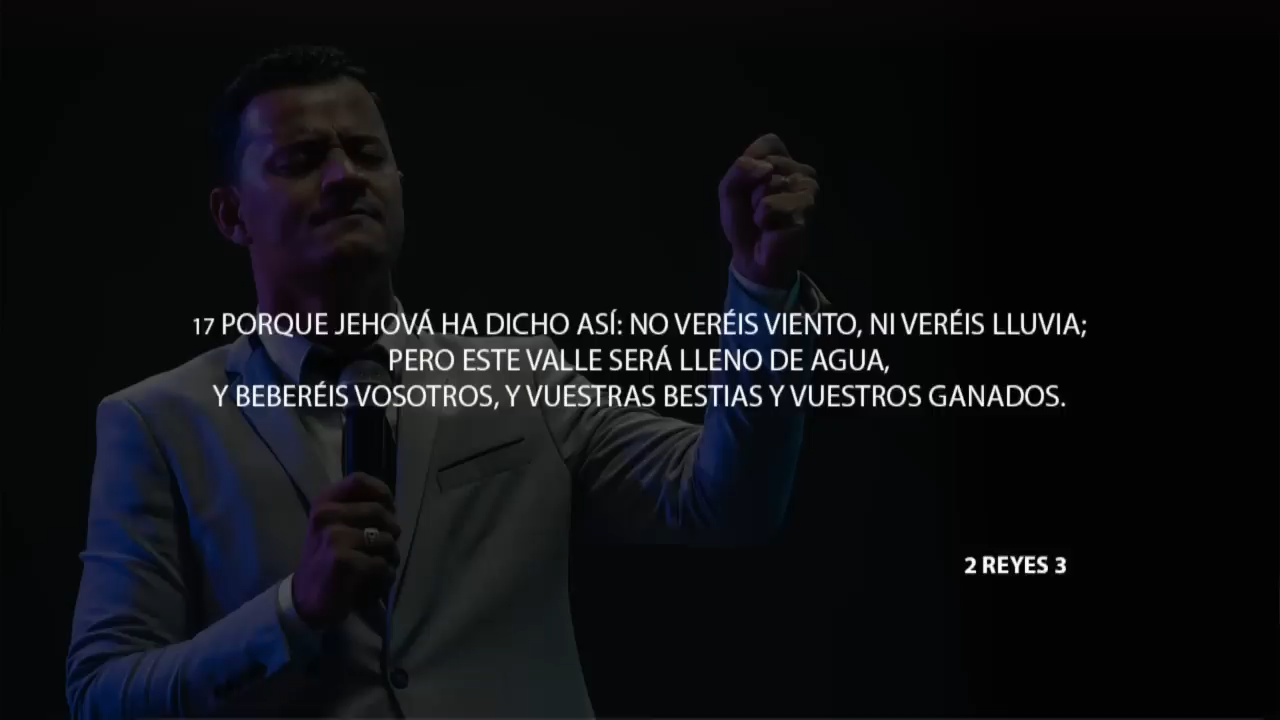 17 PORQUE JEHOVÁ HA DICHO ASÍ: NO VERÉIS VIENTO, NI VERÉIS LLUVIA;
PERO ESTE VALLE SERÁ LLENO DE AGUA,
Y BEBERÉIS VOSOTROS, Y VUESTRAS BESTIAS Y VUESTROS GANADOS.
2 REYES 3